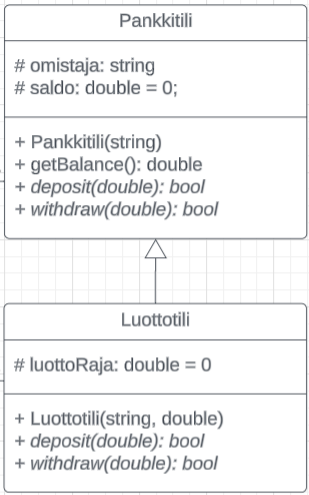 Pankkitili
# omistaja: string
# saldo: double = 0;
+ Pankkitili(string)
+ getBalance(): double
+ deposit(double): bool
+ withdraw(double): bool
Luottotili
# luottoRaja: double = 0
+ Luottotili(string, double)
+ deposit(double): bool
+ withdraw(double): bool